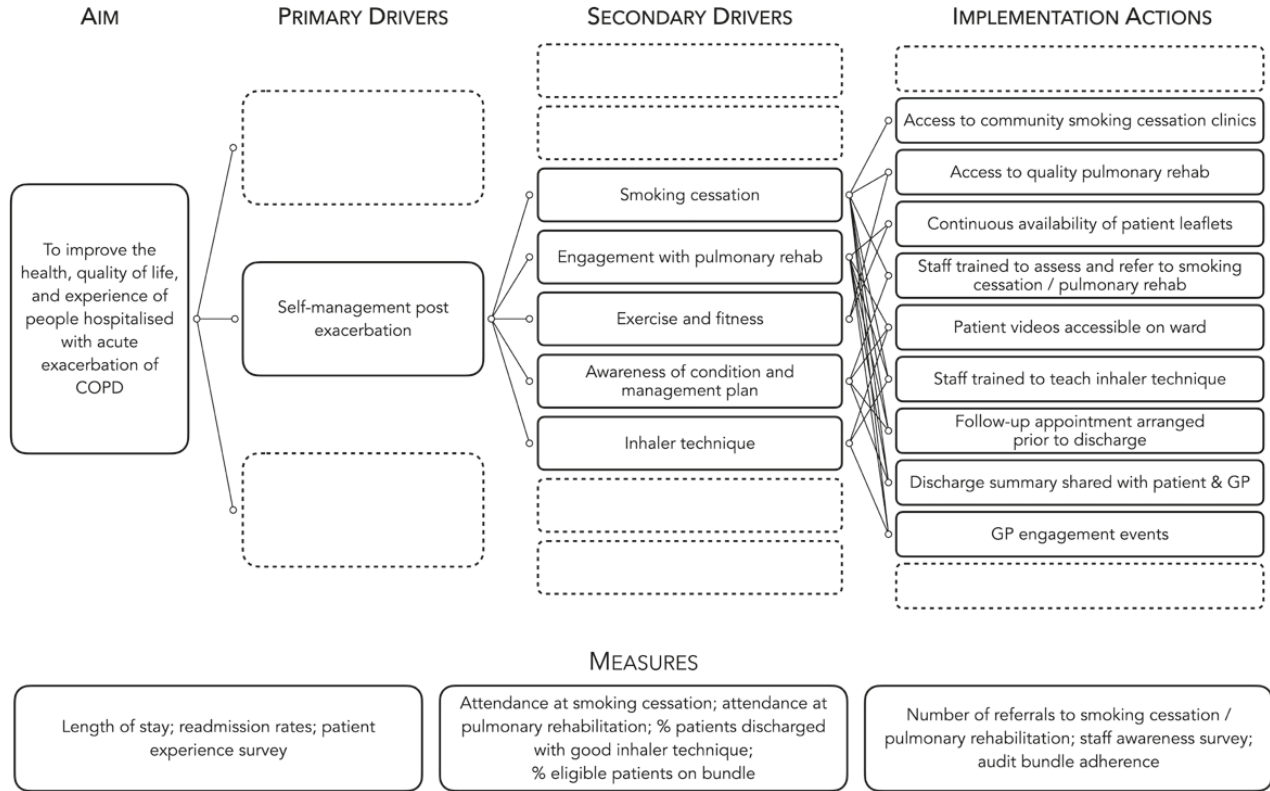 AIM
PRIMARY DRIVERS
SECONDARY DRIVERS
IMPLEMENTATION ACTIONS
To improve the
health, quality of life,
and experience of
people hospitalised
with acute
exacerbation of
COPD
Self-management post
exacerbation
Smoking cessation
Engagement with pulmonary rehab
Exercise and fitness
Awareness of condition and
management plan
Inhaler technique
Access to community smoking cessation clinics
Access to quality pulmonary rehab
Continuous availability of patient leaflets
Staff trained to assess and refer to smoking
cessation / pulmonary rehab
Patient videos accessible on ward
Staff trained to teach inhaler technique
Follow-up appointment arranged
prior to discharge
Discharge summary shared with patient & GP
GP engagement events
MEASURES
Length of stay; readmission rates; patient
experience survey
Attendance at smoking cessation; attendance at
pulmonary rehabilitation; % patients discharged
with good inhaler technique;
% eligible patients on bundle
Number of referrals to smoking cessation /
pulmonary rehabilitation; staff awareness survey;
audit bundle adherence